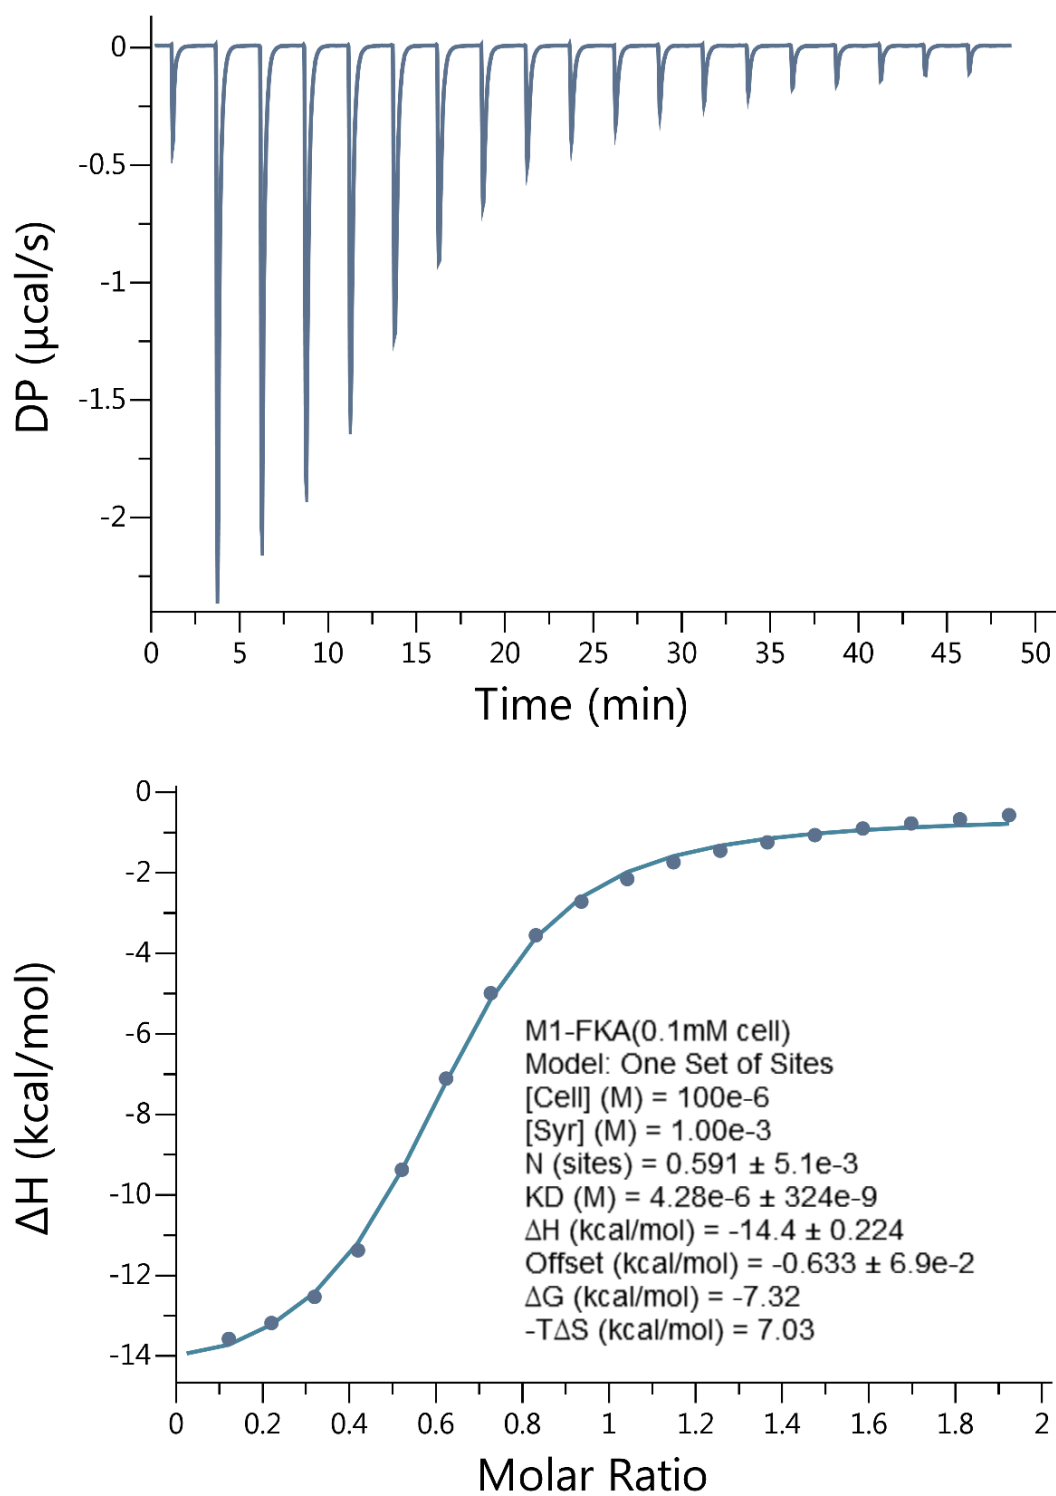 0
-0.5
-1
-1.5
-2
DP (μcal/s)
0 5 10 15 20 25 30 35 40 45 50
Time (min)
0
-2
-4
-6
-8
-10
-12
-14
ΔH (kcal/mol)
M1-FKA(0.1mM cell)
Model: One Set of Sites
[Cell] (M) = 100e-6
[Syr] (M) = 1.00e-3
N (sites) = 0.591 ± 5.1e-3
KD (M) = 4.28e-6 ± 324e-9
ΔH (kcal/mol) = -14.4 ± 0.224
Offset (kcal/mol) = -0.633 ± 6.9e-2
ΔG (kcal/mol) = -7.32
-TΔS (kcal/mol) = 7.03
0 0.2 0.4 0.6 0.8 1 1.2 1.4 1.6 1.8 2
Molar Ratio